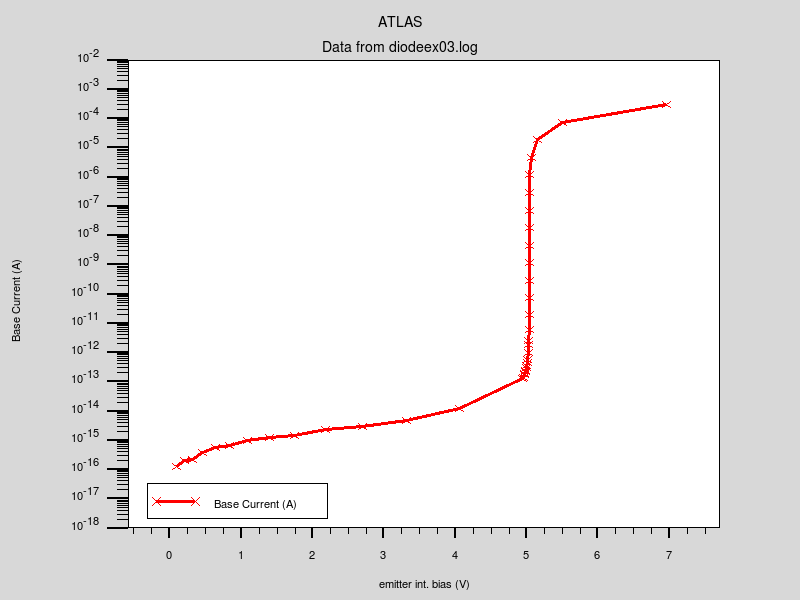 ATLAS
Data from diodeex03.log
10^-2
10^-3
10^-4
10^-5
10^-6
10^-7
10^-8
10^-9
10^-10
10^-11
10^-12
10^-13
10^-14
10^-15
10^-16
10^-17
10^-18
Base Current (A)
Base Current (A)
0 1 2 3 4 5 6 7
emitter int. bias (V)